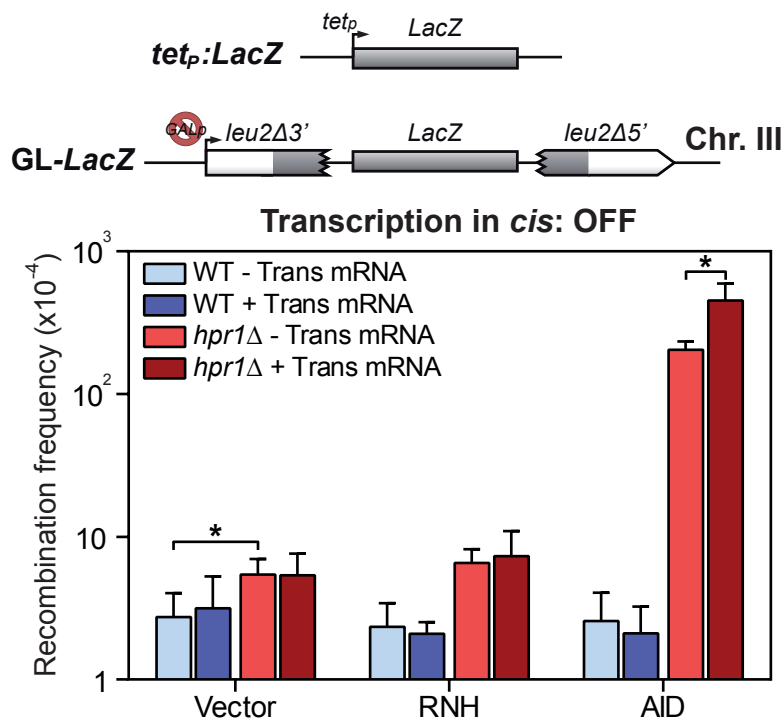 tetp
LacZ
tetp:LacZ
GALp
leu2Δ3’
LacZ
leu2Δ5’
Chr. III
GL-LacZ
Transcription in cis: OFF
Recombination frequency (x10⁻⁴)
10³
10²
10
1
WT - Trans mRNA
WT + Trans mRNA
hpr1Δ - Trans mRNA
hpr1Δ + Trans mRNA
*
*
Vector
RNH
AID